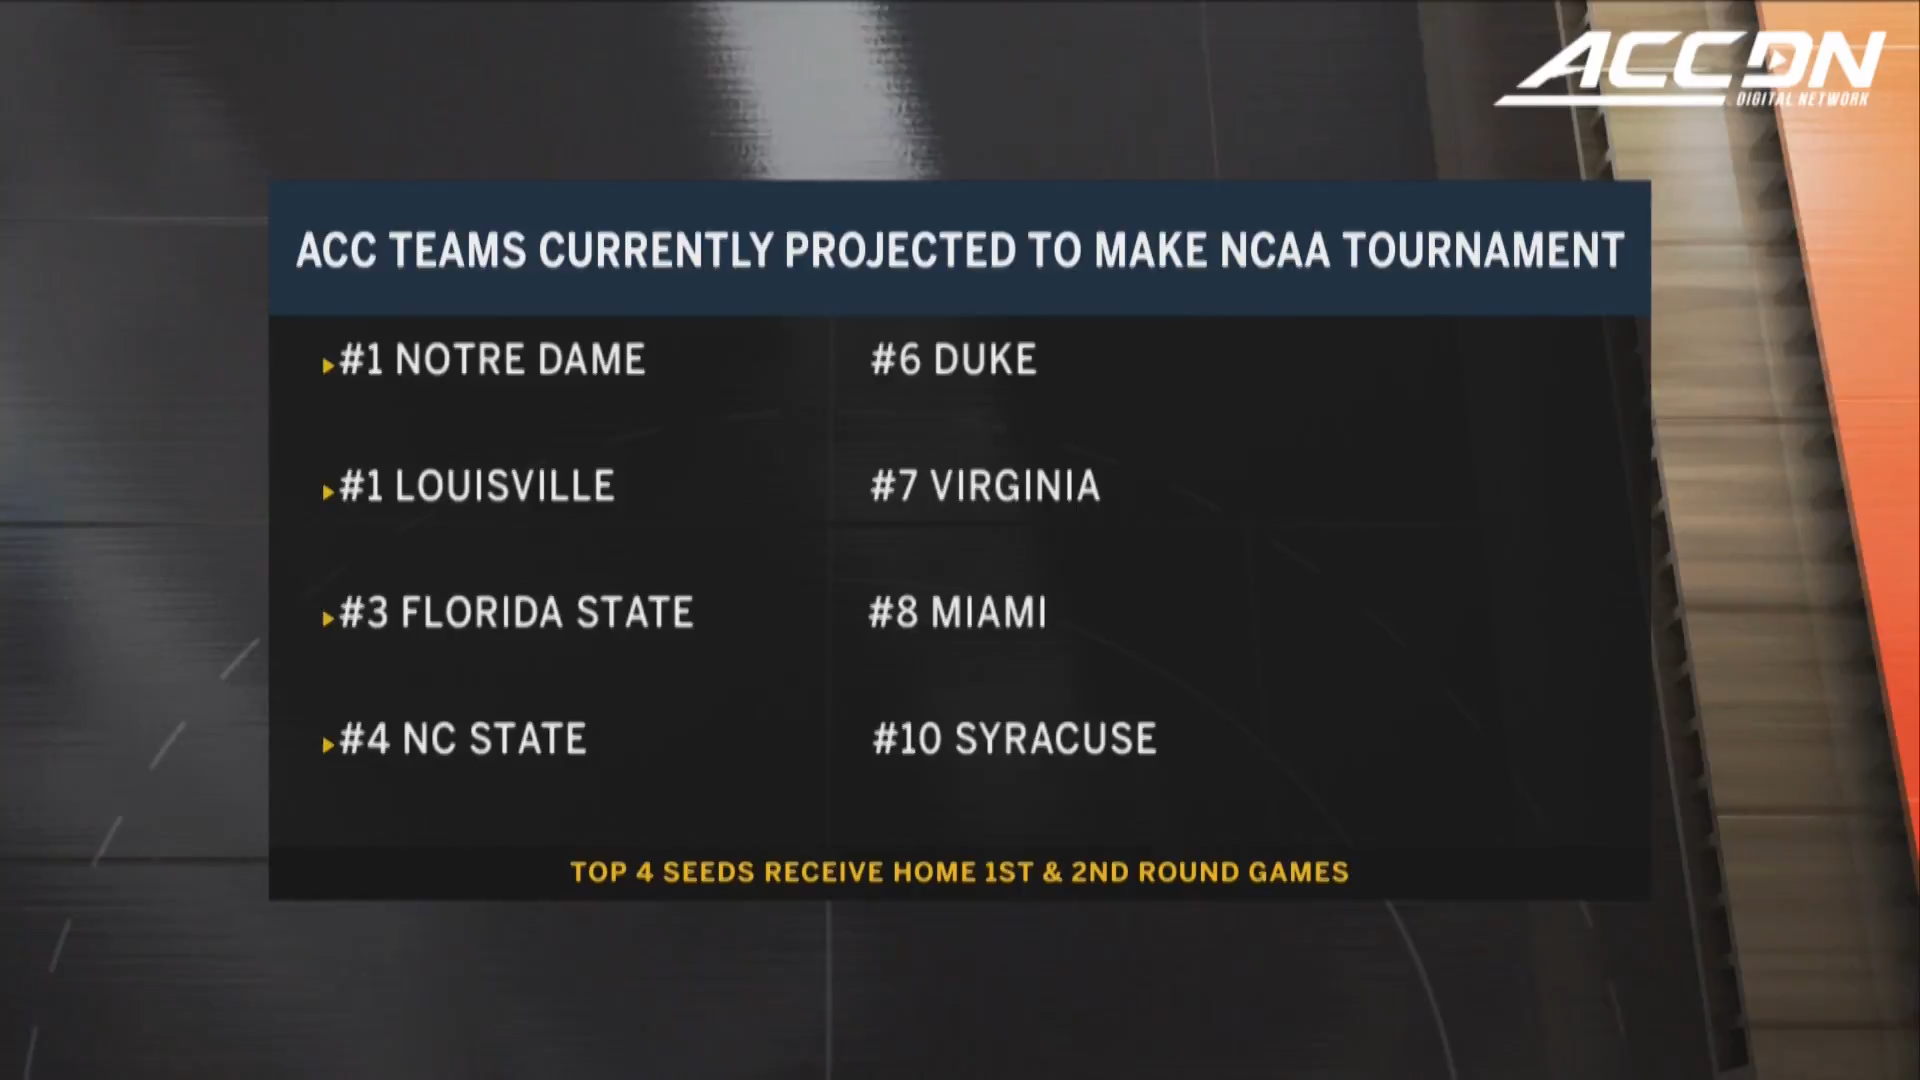 ACCDN
DIGITAL NETWORK
ACC TEAMS CURRENTLY PROJECTED TO MAKE NCAA TOURNAMENT
#1 NOTRE DAME
#1 LOUISVILLE
#3 FLORIDA STATE
#4 NC STATE
#6 DUKE
#7 VIRGINIA
#8 MIAMI
#10 SYRACUSE
TOP 4 SEEDS RECEIVE HOME 1ST & 2ND ROUND GAMES